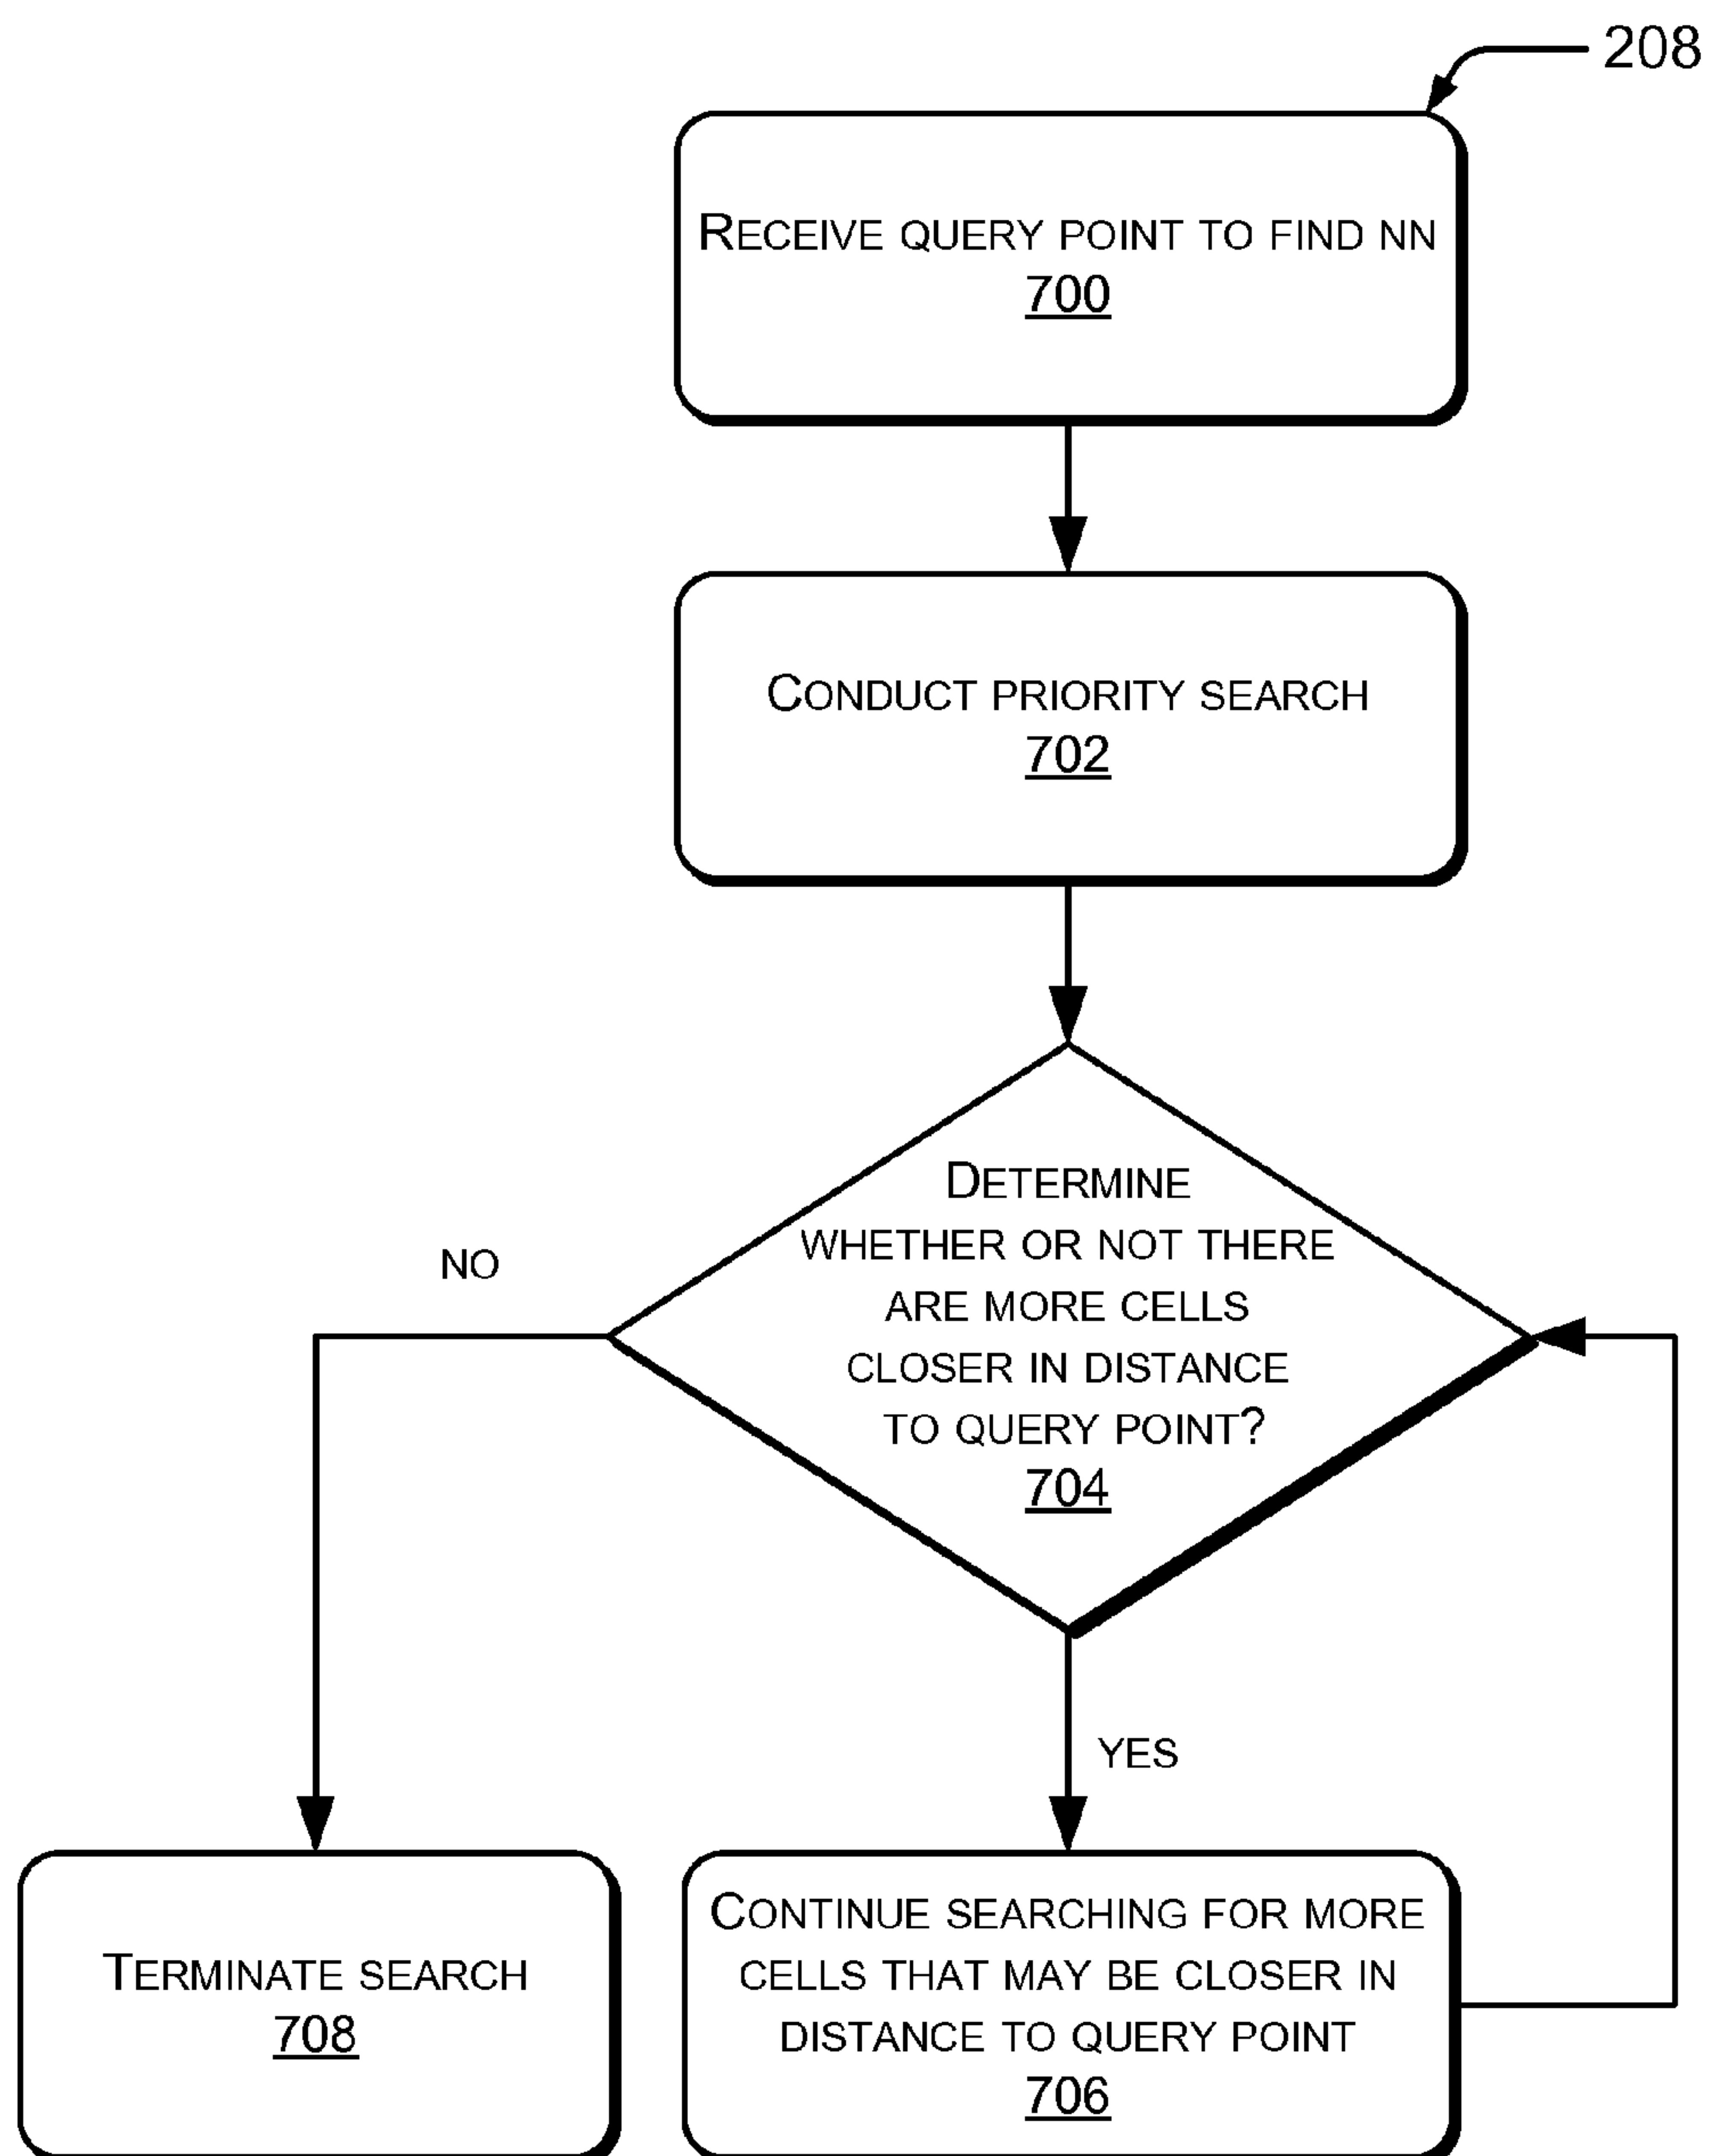 208
RECEIVE QUERY POINT TO FIND NN
700
CONDUCT PRIORITY SEARCH
702
DETERMINE
WHETHER OR NOT THERE
ARE MORE CELLS
CLOSER IN DISTANCE
TO QUERY POINT?
704
NO
YES
TERMINATE SEARCH
708
CONTINUE SEARCHING FOR MORE
CELLS THAT MAY BE CLOSER IN
DISTANCE TO QUERY POINT
706